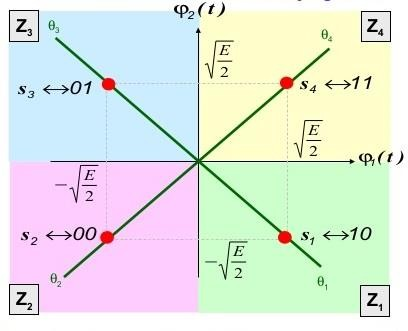 φ₂(t)
Z₃
Z₄
θ₃
θ₄
√(E/2)
s₃ ↔01
s₄ ↔11
√(E/2)
φ₁(t)
−√(E/2)
s₂ ↔00
s₁ ↔10
−√(E/2)
θ₂
θ₁
Z₂
Z₁